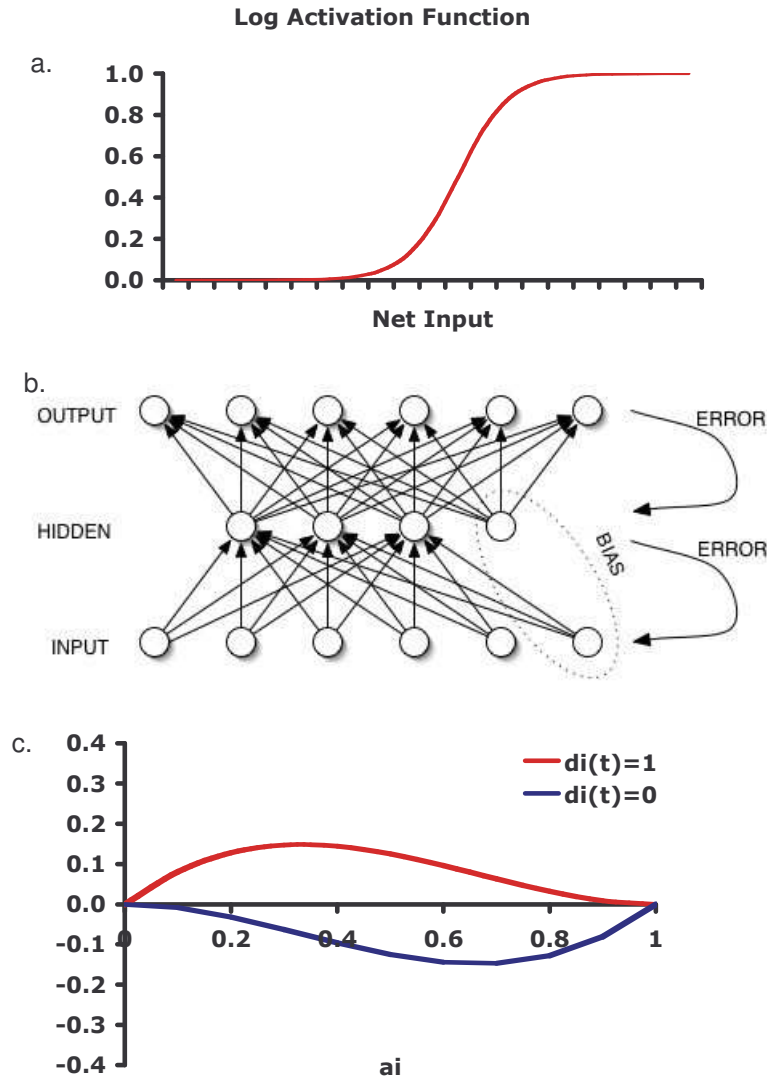 Log Activation Function
a.
1.0
0.8
0.6
0.4
0.2
0.0
Net Input
b.
OUTPUT
ERROR
HIDDEN
BIAS
ERROR
INPUT
c.
0.4
0.3
0.2
0.1
0.0
-0.1
-0.2
-0.3
-0.4
di(t)=1
di(t)=0
0 0.2 0.4 0.6 0.8 1
ai